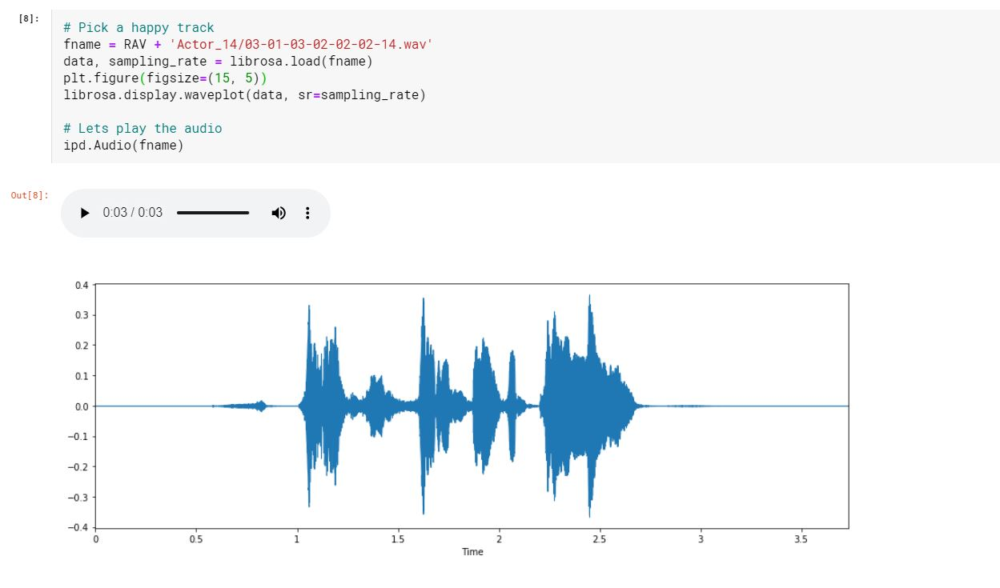 [8]:
# Pick a happy track
fname = RAV + 'Actor_14/03-01-03-02-02-02-14.wav'
data, sampling_rate = librosa.load(fname)
plt.figure(figsize=(15, 5))
librosa.display.waveplot(data, sr=sampling_rate)
# Lets play the audio
ipd.Audio(fname)
Out[8]:
0:03 / 0:03
0.4
0.3
0.2
0.1
0.0
−0.1
−0.2
−0.3
−0.4
0 0.5 1 1.5 2 2.5 3 3.5
Time